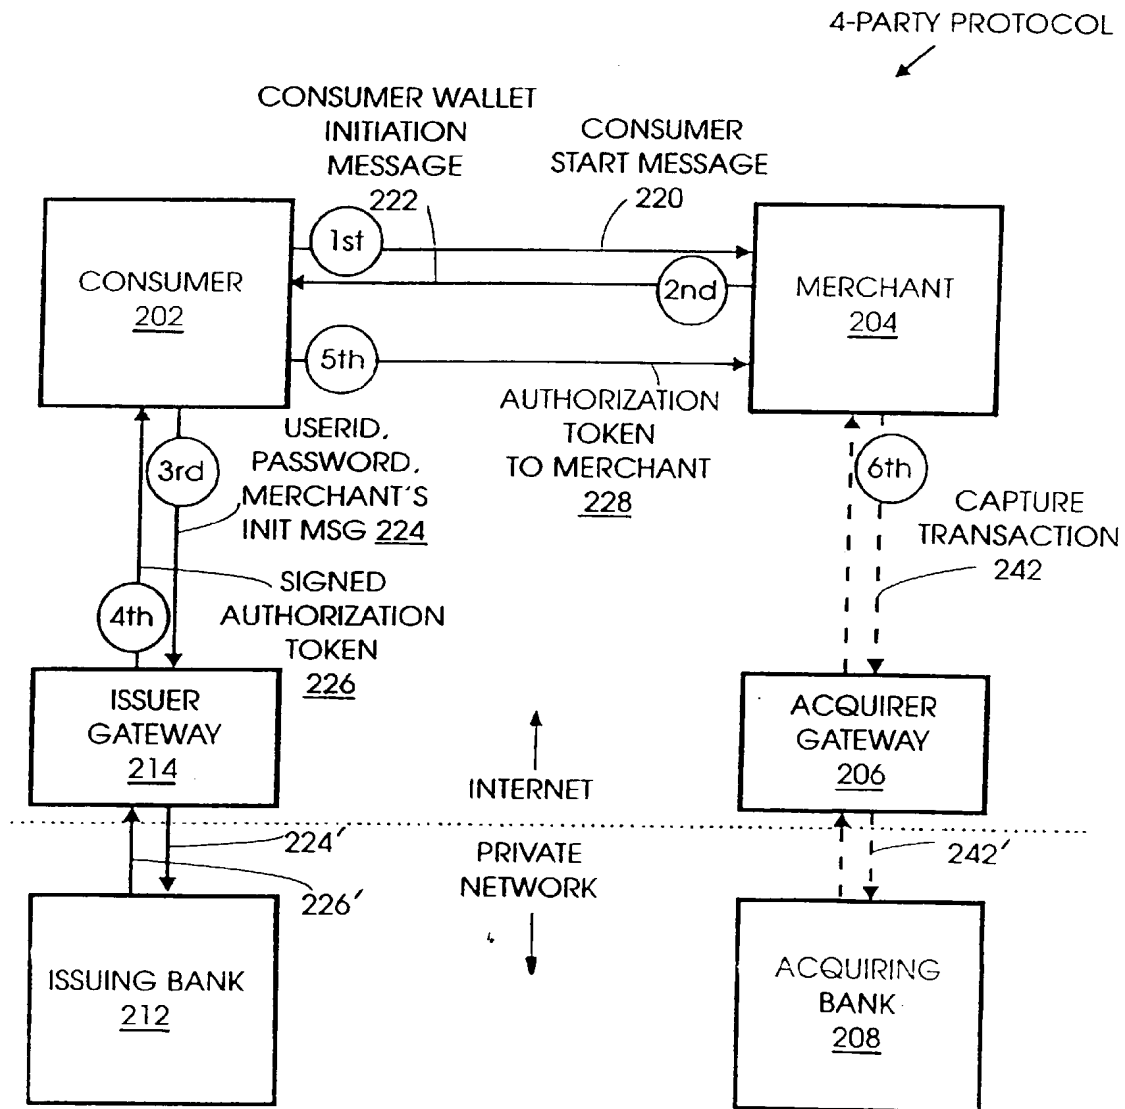 4-PARTY PROTOCOL
CONSUMER WALLET
INITIATION
MESSAGE
222
CONSUMER
START MESSAGE
220
1st
CONSUMER
202
2nd
MERCHANT
204
5th
AUTHORIZATION
TOKEN
TO MERCHANT
228
USERID,
PASSWORD,
MERCHANT'S
INIT MSG 224
3rd
6th
CAPTURE
TRANSACTION
242
SIGNED
AUTHORIZATION
TOKEN
226
4th
ISSUER
GATEWAY
214
ACQUIRER
GATEWAY
206
INTERNET
PRIVATE
NETWORK
224'
226'
242'
ISSUING BANK
212
ACQUIRING
BANK
208